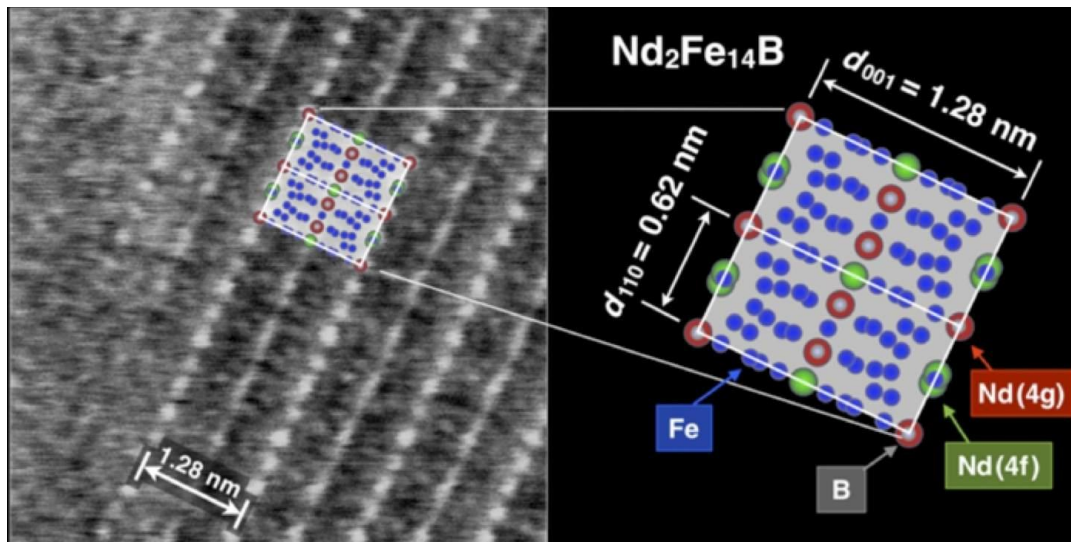 Nd₂Fe₁₄B
d₀₀₁ = 1.28 nm
d₁₁₀ = 0.62 nm
Nd(4g)
Fe
Nd(4f)
1.28 nm
B